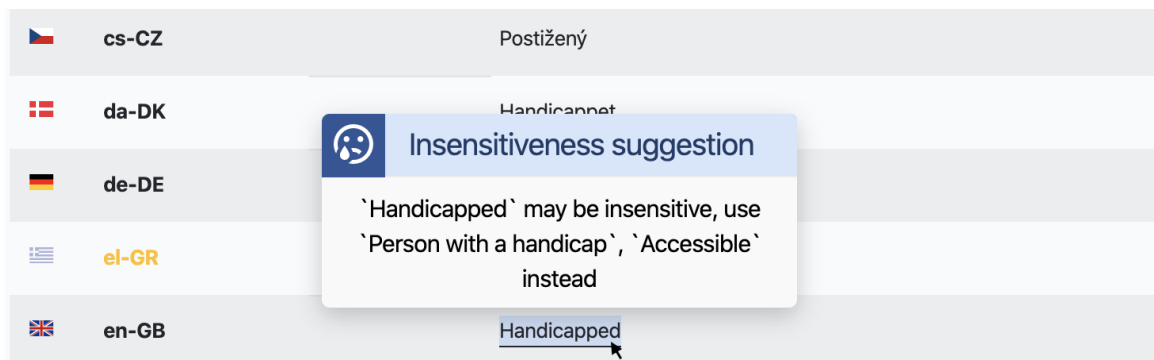 cs-CZ Postižený
da-DK Handicappet
Insensitiveness suggestion
de-DE
`Handicapped` may be insensitive, use
`Person with a handicap`, `Accessible`
instead
el-GR
en-GB Handicapped